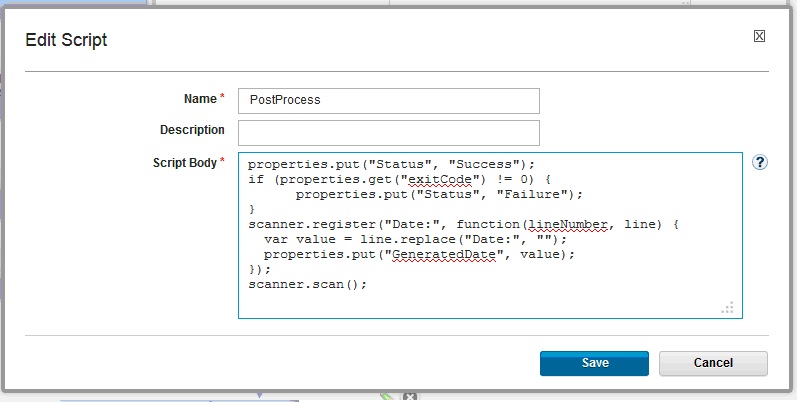 Edit Script
X
Name *
PostProcess
Description
Script Body *
properties.put("Status", "Success");
if (properties.get("exitCode") != 0) {
      properties.put("Status", "Failure");
}
scanner.register("Date:", function(lineNumber, line) {
  var value = line.replace("Date:", "");
  properties.put("GeneratedDate", value);
});
scanner.scan();
?
Save
Cancel